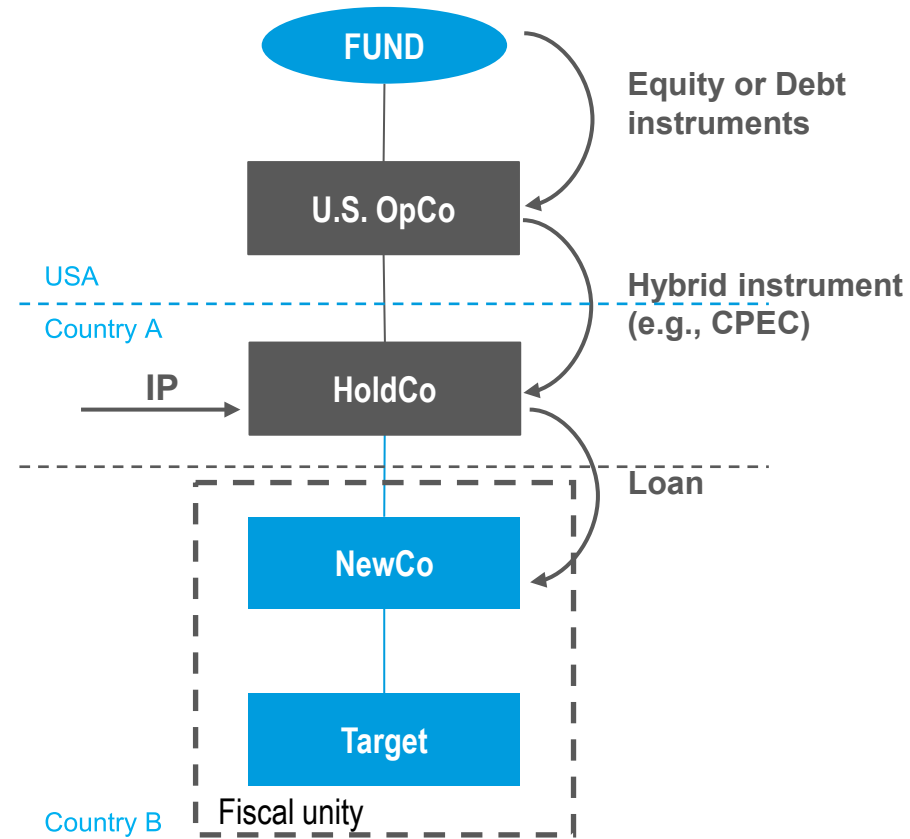 FUND
Equity or Debt
instruments
U.S. OpCo
USA
Hybrid instrument
(e.g., CPEC)
Country A
IP
HoldCo
Loan
NewCo
Target
Fiscal unity
Country B